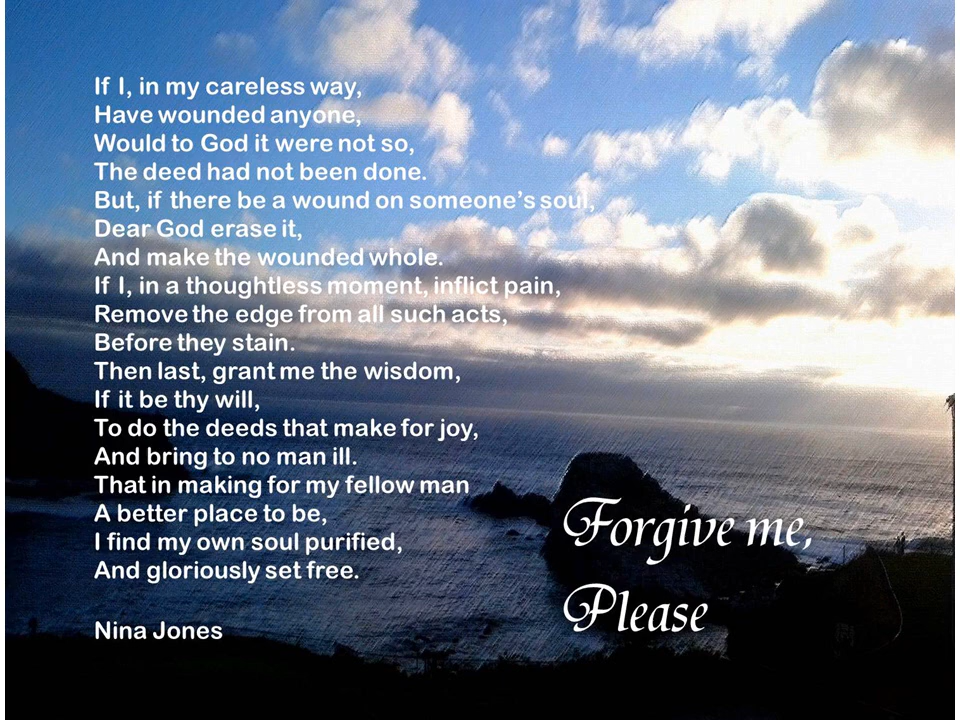 If I, in my careless way,
Have wounded anyone,
Would to God it were not so,
The deed had not been done.
But, if there be a wound on someone’s soul,
Dear God erase it,
And make the wounded whole.
If I, in a thoughtless moment, inflict pain,
Remove the edge from all such acts,
Before they stain.
Then last, grant me the wisdom,
If it be thy will,
To do the deeds that make for joy,
And bring to no man ill.
That in making for my fellow man
A better place to be,
I find my own soul purified,
And gloriously set free.
Nina Jones
Forgive me,
Please